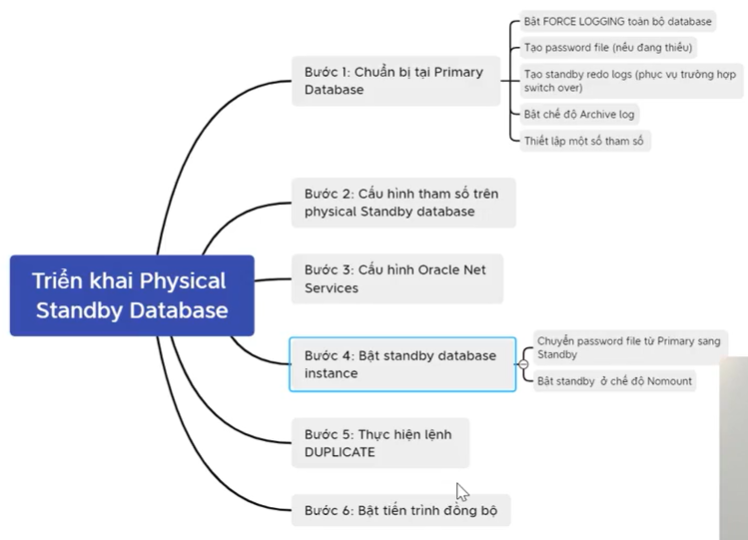 Triển khai Physical
Standby Database
Bước 1: Chuẩn bị tại Primary
Database
Bật FORCE LOGGING toàn bộ database
Tạo password file (nếu đang thiếu)
Tạo standby redo logs (phục vụ trường hợp
switch over)
Bật chế độ Archive log
Thiết lập một số tham số
Bước 2: Cấu hình tham số trên
physical Standby database
Bước 3: Cấu hình Oracle Net
Services
Bước 4: Bật standby database
instance
Chuyển password file từ Primary sang
Standby
Bật standby ở chế độ Nomount
Bước 5: Thực hiện lệnh
DUPLICATE
Bước 6: Bật tiến trình đồng bộ